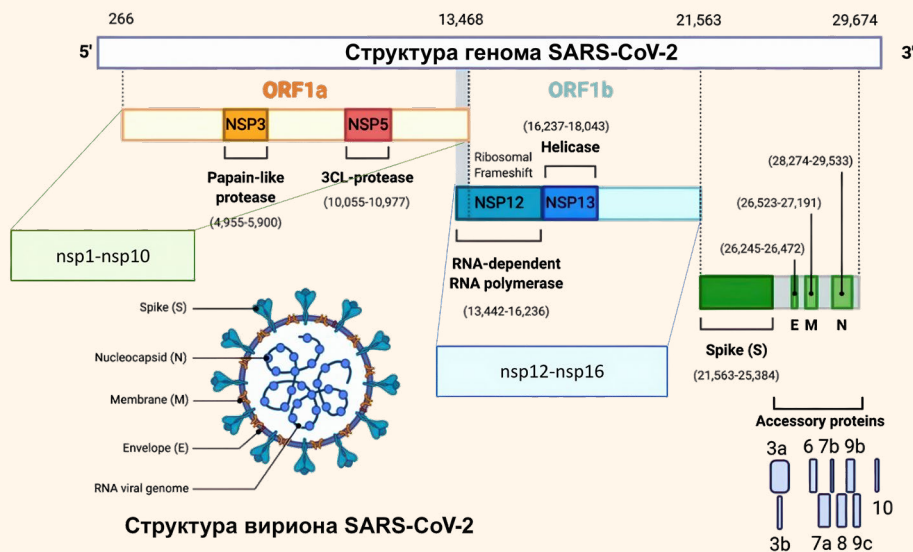 266
13,468
21,563
29,674
5'
Структура генома SARS-CoV-2
3'
ORF1a
ORF1b
NSP3
NSP5
Papain-like
protease
(4,955-5,900)
3CL-protease
(10,055-10,977)
(16,237-18,043)
Helicase
Ribosomal
Frameshift
NSP12
NSP13
RNA-dependent
RNA polymerase
(13,442-16,236)
nsp1-nsp10
nsp12-nsp16
(28,274-29,533)
(26,523-27,191)
(26,245-26,472)
E M N
Spike (S)
(21,563-25,384)
Accessory proteins
3a 6 7b 9b
10
3b 7a 8 9c
Spike (S)
Nucleocapsid (N)
Membrane (M)
Envelope (E)
RNA viral genome
Структура вириона SARS-CoV-2